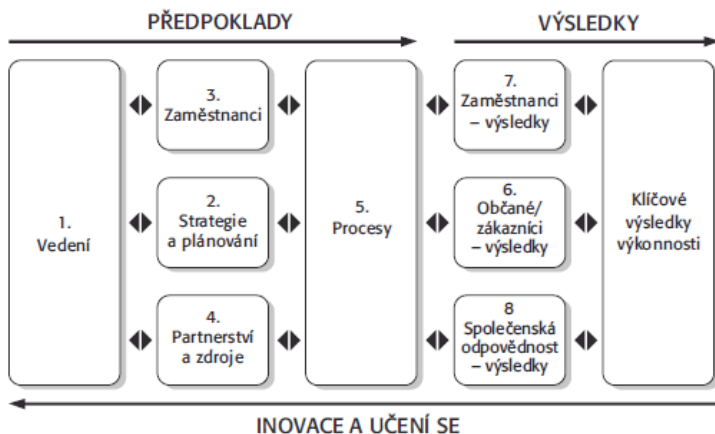 PŘEDPOKLADY
VÝSLEDKY
1.
Vedení
3.
Zaměstnanci
2.
Strategie
a plánování
4.
Partnerství
a zdroje
5.
Procesy
7.
Zaměstnanci
– výsledky
6.
Občané/
zákazníci
– výsledky
8
Společenská
odpovědnost
– výsledky
Klíčové
výsledky
výkonnosti
INOVACE A UČENÍ SE